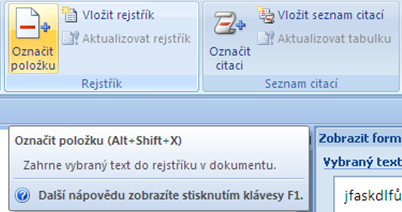 Označit položku
Vložit rejstřík
Aktualizovat rejstřík
Rejstřík
Označit citaci
Vložit seznam citací
Aktualizovat tabulku
Seznam citací
Označit položku (Alt+Shift+X)
Zahrne vybraný text do rejstříku v dokumentu.
Další nápovědu zobrazíte stisknutím klávesy F1.
Zobrazit form
Vybraný text
jfaskdlfů